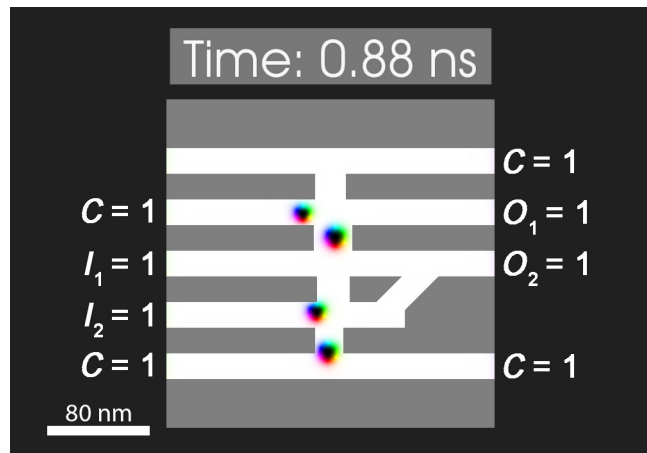 Time: 0.88 ns
C = 1
C = 1 O₁ = 1
I₁ = 1 O₂ = 1
I₂ = 1
C = 1 C = 1
80 nm